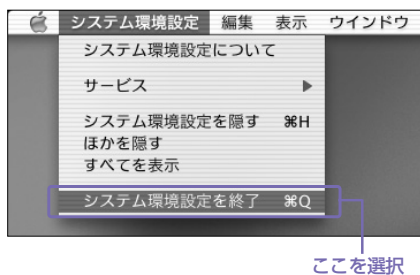 システム環境設定 編集 表示 ウインドウ
システム環境設定について
サービス ▶
システム環境設定を隠す ⌘H
ほかを隠す
すべてを表示
システム環境設定を終了 ⌘Q
ここを選択